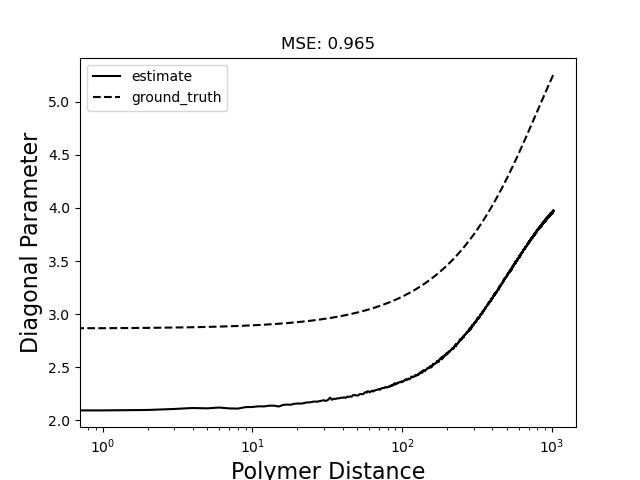 MSE: 0.965
estimate
ground_truth
Diagonal Parameter
5.0
4.5
4.0
3.5
3.0
2.5
2.0
10⁰ 10¹ 10² 10³
Polymer Distance